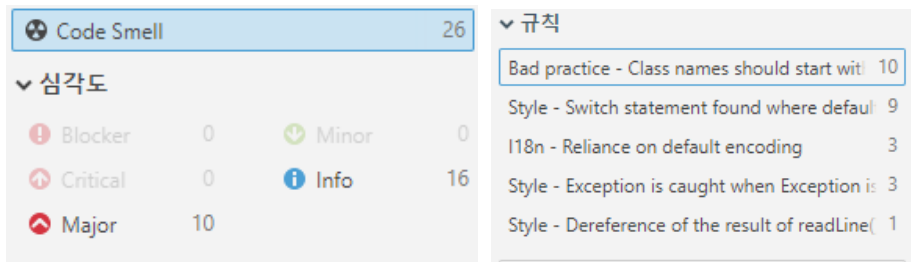 Code Smell 26
심각도
Blocker 0 Minor 0
Critical 0 Info 16
Major 10
규칙
Bad practice - Class names should start with 10
Style - Switch statement found where defaul 9
I18n - Reliance on default encoding 3
Style - Exception is caught when Exception is 3
Style - Dereference of the result of readLine( 1